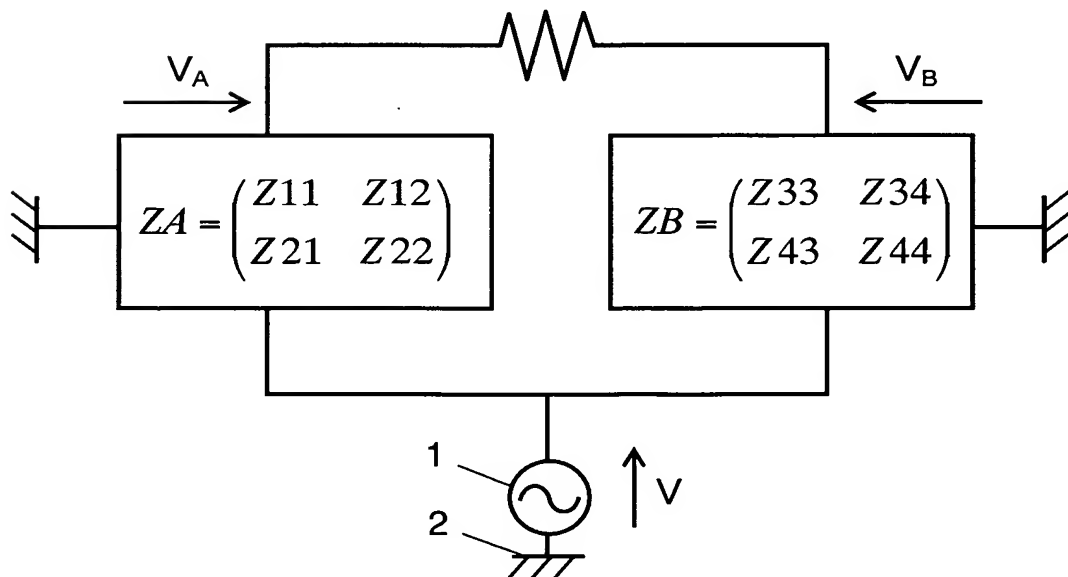 V_A
V_B
ZA = (Z11 Z12
Z21 Z22)
ZB = (Z33 Z34
Z43 Z44)
1
V
2